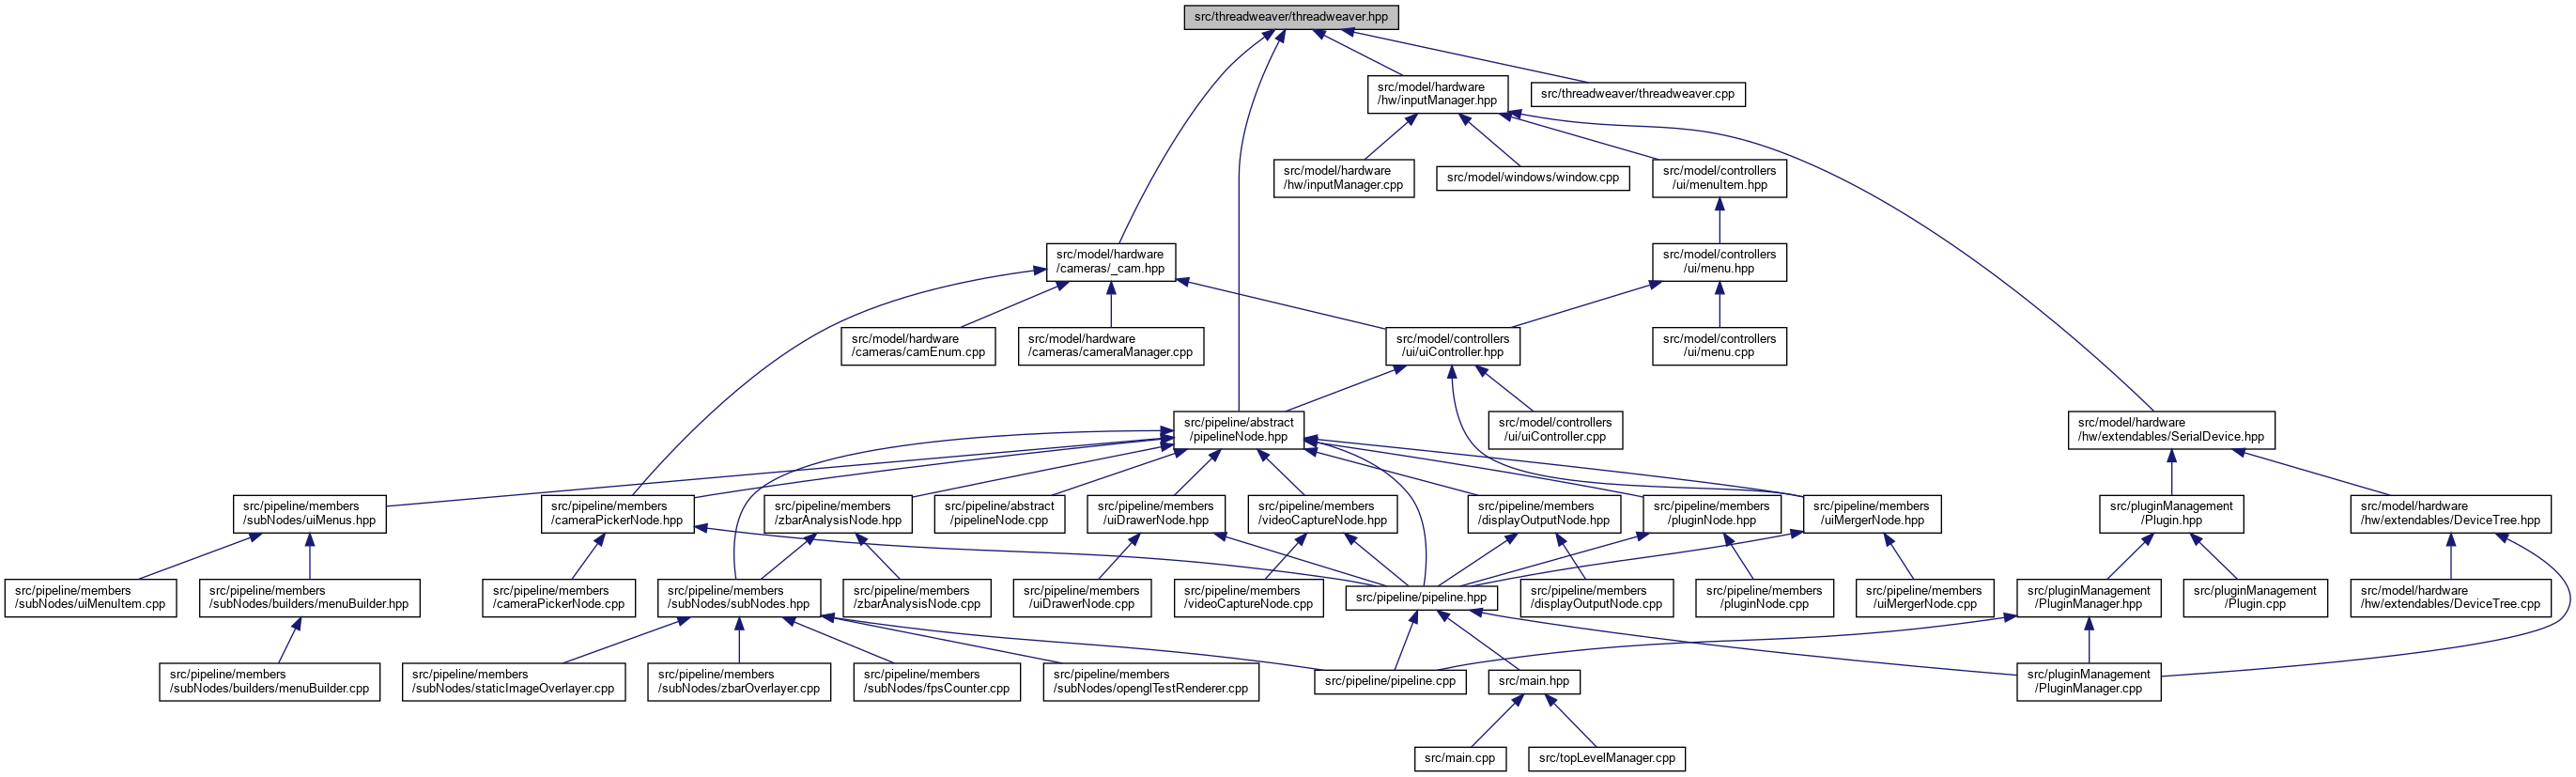 src/threadweaver/threadweaver.hpp
src/model/hardware
/hw/inputManager.hpp
src/threadweaver/threadweaver.cpp
src/model/hardware
/hw/inputManager.cpp
src/model/windows/window.cpp
src/model/controllers
/ui/menuItem.hpp
src/model/hardware
/cameras/_cam.hpp
src/model/controllers
/ui/menu.hpp
src/model/hardware
/cameras/camEnum.cpp
src/model/hardware
/cameras/cameraManager.cpp
src/model/controllers
/ui/uiController.hpp
src/model/controllers
/ui/menu.cpp
src/pipeline/abstract
/pipelineNode.hpp
src/model/controllers
/ui/uiController.cpp
src/model/hardware
/hw/extendables/SerialDevice.hpp
src/pipeline/members
/subNodes/uiMenus.hpp
src/pipeline/members
/cameraPickerNode.hpp
src/pipeline/members
/zbarAnalysisNode.hpp
src/pipeline/abstract
/pipelineNode.cpp
src/pipeline/members
/uiDrawerNode.hpp
src/pipeline/members
/videoCaptureNode.hpp
src/pipeline/members
/displayOutputNode.hpp
src/pipeline/members
/pluginNode.hpp
src/pipeline/members
/uiMergerNode.hpp
src/pluginManagement
/Plugin.hpp
src/model/hardware
/hw/extendables/DeviceTree.hpp
src/pipeline/members
/subNodes/uiMenuItem.cpp
src/pipeline/members
/subNodes/builders/menuBuilder.hpp
src/pipeline/members
/cameraPickerNode.cpp
src/pipeline/members
/subNodes/subNodes.hpp
src/pipeline/members
/zbarAnalysisNode.cpp
src/pipeline/members
/uiDrawerNode.cpp
src/pipeline/members
/videoCaptureNode.cpp
src/pipeline/pipeline.hpp
src/pipeline/members
/displayOutputNode.cpp
src/pipeline/members
/pluginNode.cpp
src/pipeline/members
/uiMergerNode.cpp
src/pluginManagement
/PluginManager.hpp
src/pluginManagement
/Plugin.cpp
src/model/hardware
/hw/extendables/DeviceTree.cpp
src/pipeline/members
/subNodes/builders/menuBuilder.cpp
src/pipeline/members
/subNodes/staticImageOverlayer.cpp
src/pipeline/members
/subNodes/zbarOverlayer.cpp
src/pipeline/members
/subNodes/fpsCounter.cpp
src/pipeline/members
/subNodes/openglTestRenderer.cpp
src/pipeline/pipeline.cpp
src/main.hpp
src/pluginManagement
/PluginManager.cpp
src/main.cpp
src/topLevelManager.cpp